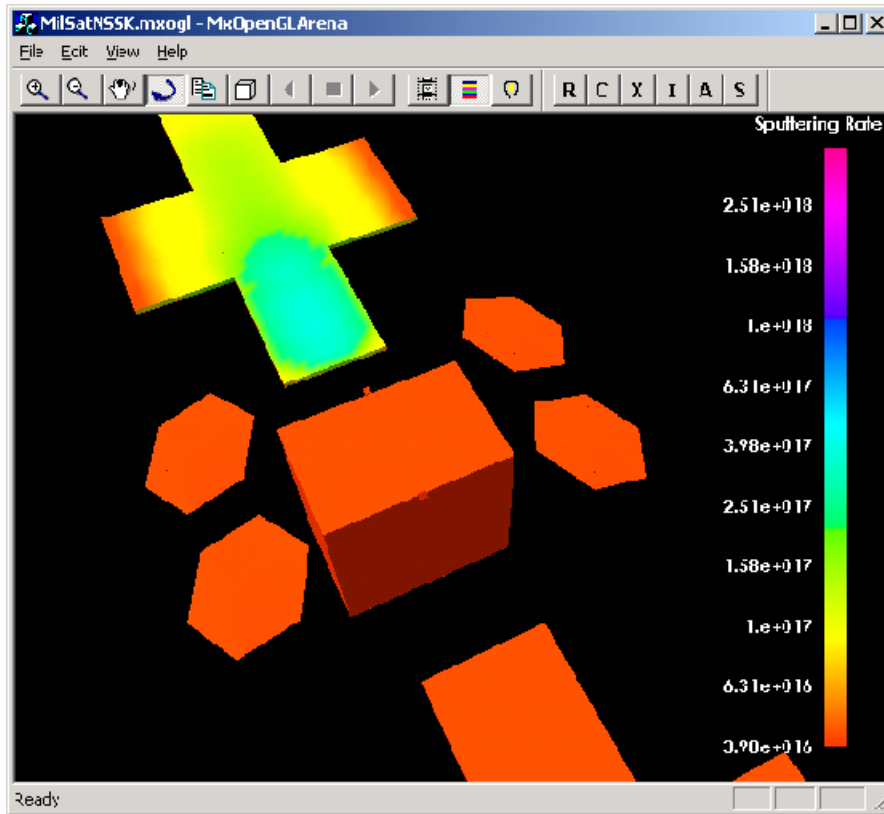 MilSatNSSK.mxogl - MxOpenGLArena
File Edit View Help
R C X I A S
Sputtering Rate
2.51e+018
1.58e+018
1.e+018
6.31e+017
3.98e+017
2.51e+017
1.58e+017
1.e+017
6.31e+016
3.90e+016
Ready